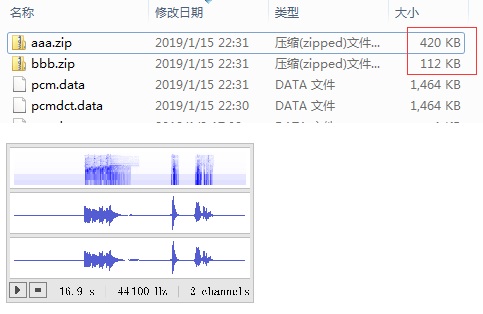 名称 修改日期 类型 大小
aaa.zip 2019/1/15 22:31 压缩(zipped)文件... 420 KB
bbb.zip 2019/1/15 22:31 压缩(zipped)文件... 112 KB
pcm.data 2019/1/15 22:31 DATA 文件 1,464 KB
pcmdct.data 2019/1/15 22:30 DATA 文件 1,464 KB
16.9 s 44100 Hz 2 channels